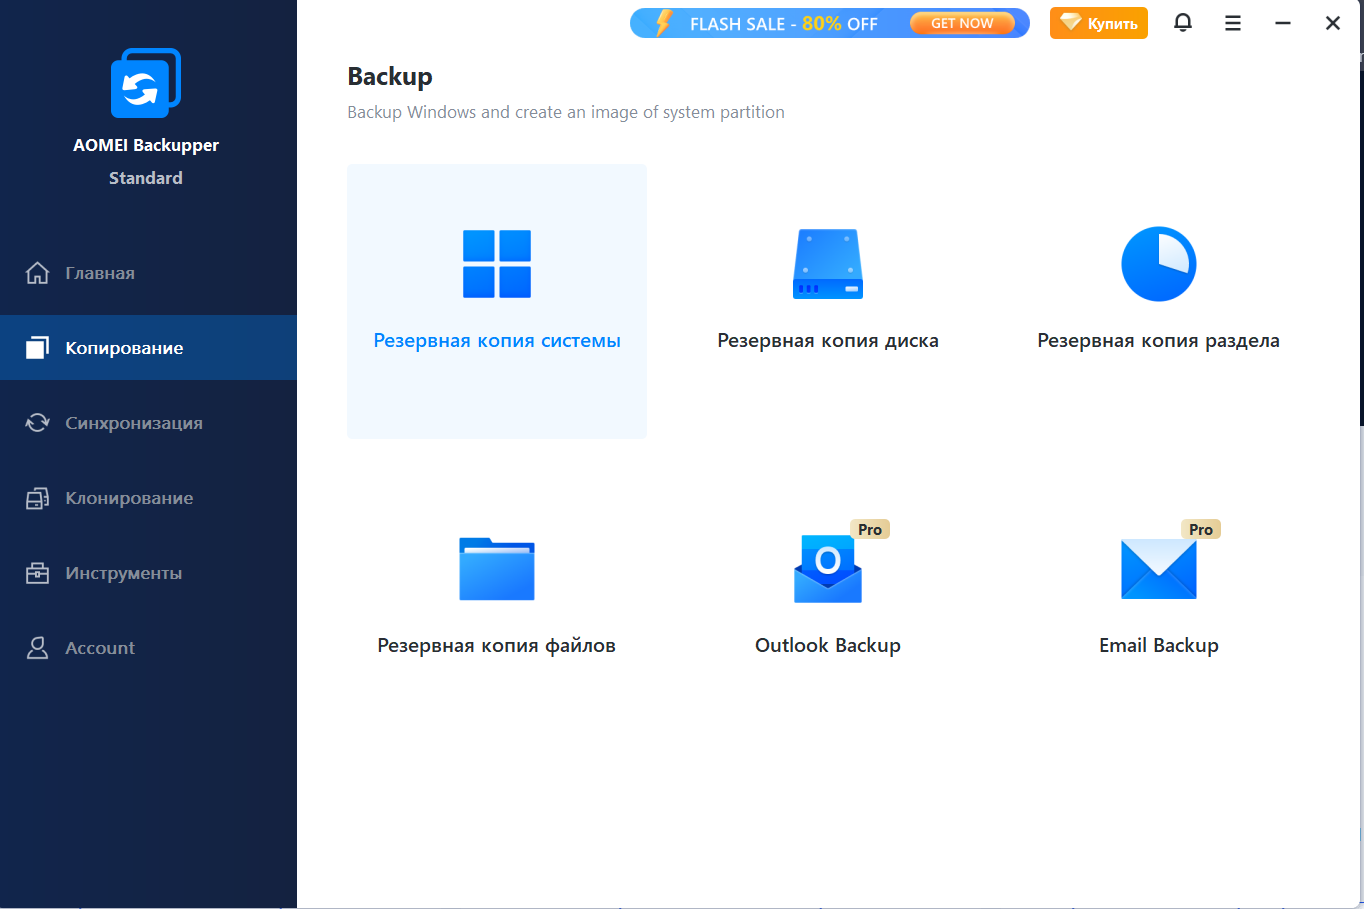 FLASH SALE - 80% OFF
GET NOW
Купить
AOMEI Backupper
Standard
Главная
Копирование
Синхронизация
Клонирование
Инструменты
Account
Backup
Backup Windows and create an image of system partition
Резервная копия системы
Резервная копия диска
Резервная копия раздела
Резервная копия файлов
Pro
Outlook Backup
Pro
Email Backup